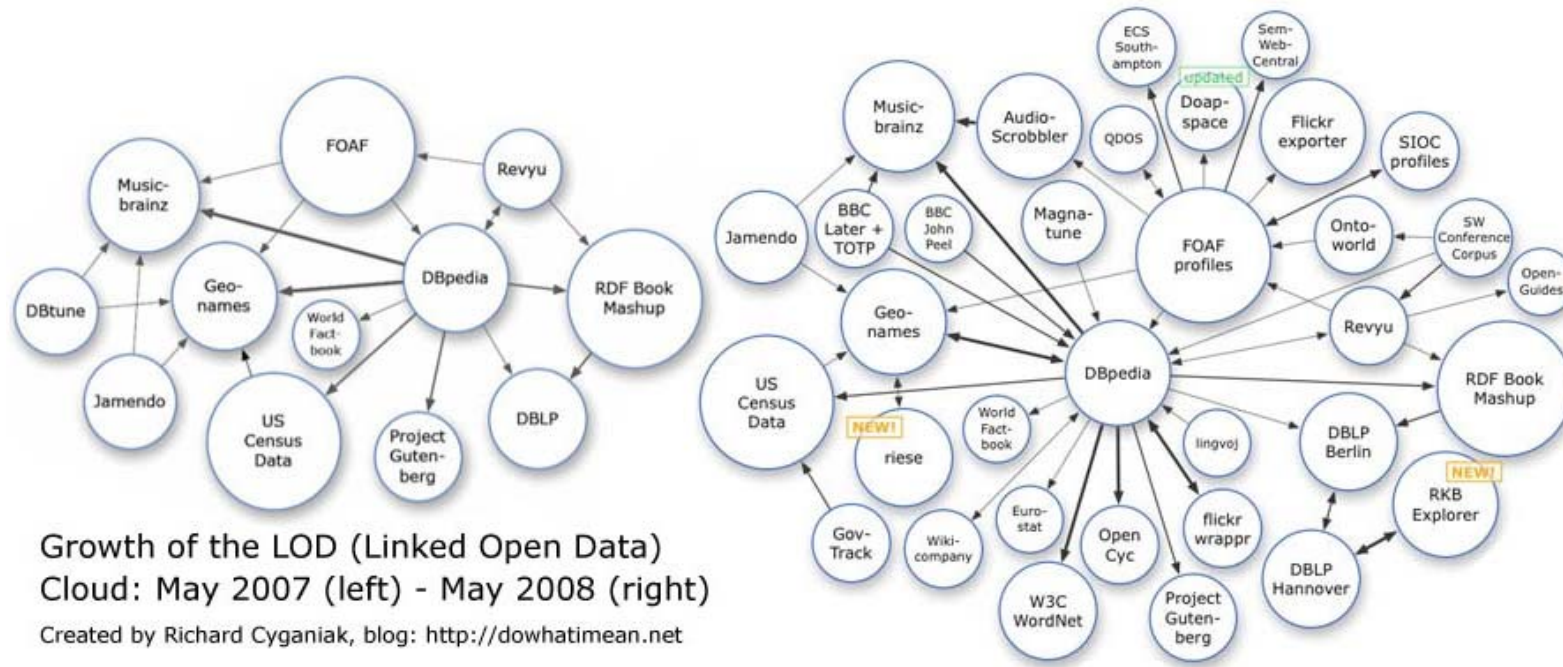 FOAF
Music-
brainz
Revyu
DBtune
Geo-
names
DBpedia
World
Fact-
book
RDF Book
Mashup
Jamendo
US
Census
Data
Project
Guten-
berg
DBLP
Growth of the LOD (Linked Open Data)
Cloud: May 2007 (left) - May 2008 (right)
Created by Richard Cyganiak, blog: http://dowhatimean.net
ECS
South-
ampton
Sem-
Web-
Central
updated
Doap-
space
Music-
brainz
Audio-
Scrobbler
QDOS
Flickr
exporter
SIOC
profiles
Jamendo
BBC
Later +
TOTP
BBC
John
Peel
Magna-
tune
FOAF
profiles
Onto-
world
SW
Conference
Corpus
Open-
Guides
Geo-
names
Revyu
DBpedia
US
Census
Data
NEW!
riese
World
Fact-
book
lingvoj
DBLP
Berlin
RDF Book
Mashup
NEW!
RKB
Explorer
Gov-
Track
Wiki-
company
Euro-
stat
Open
Cyc
flickr
wrappr
W3C
WordNet
Project
Guten-
berg
DBLP
Hannover